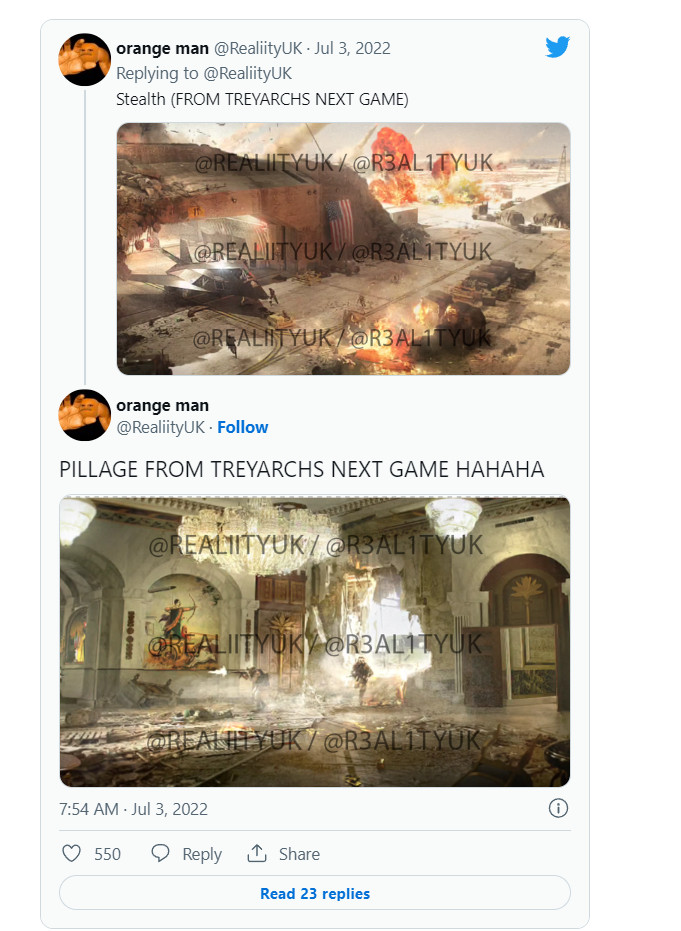 orange man @RealiityUK · Jul 3, 2022
Replying to @RealiityUK
Stealth (FROM TREYARCHS NEXT GAME)
@REALIITYUK / @R3AL1TYUK
@REALIITYUK / @R3AL1TYUK
@REALIITYUK / @R3AL1TYUK
orange man
@RealiityUK · Follow
PILLAGE FROM TREYARCHS NEXT GAME HAHAHA
@REALIITYUK / @R3AL1TYUK
@REALIITYUK / @R3AL1TYUK
@REALIITYUK / @R3AL1TYUK
7:54 AM · Jul 3, 2022
550 Reply Share
Read 23 replies